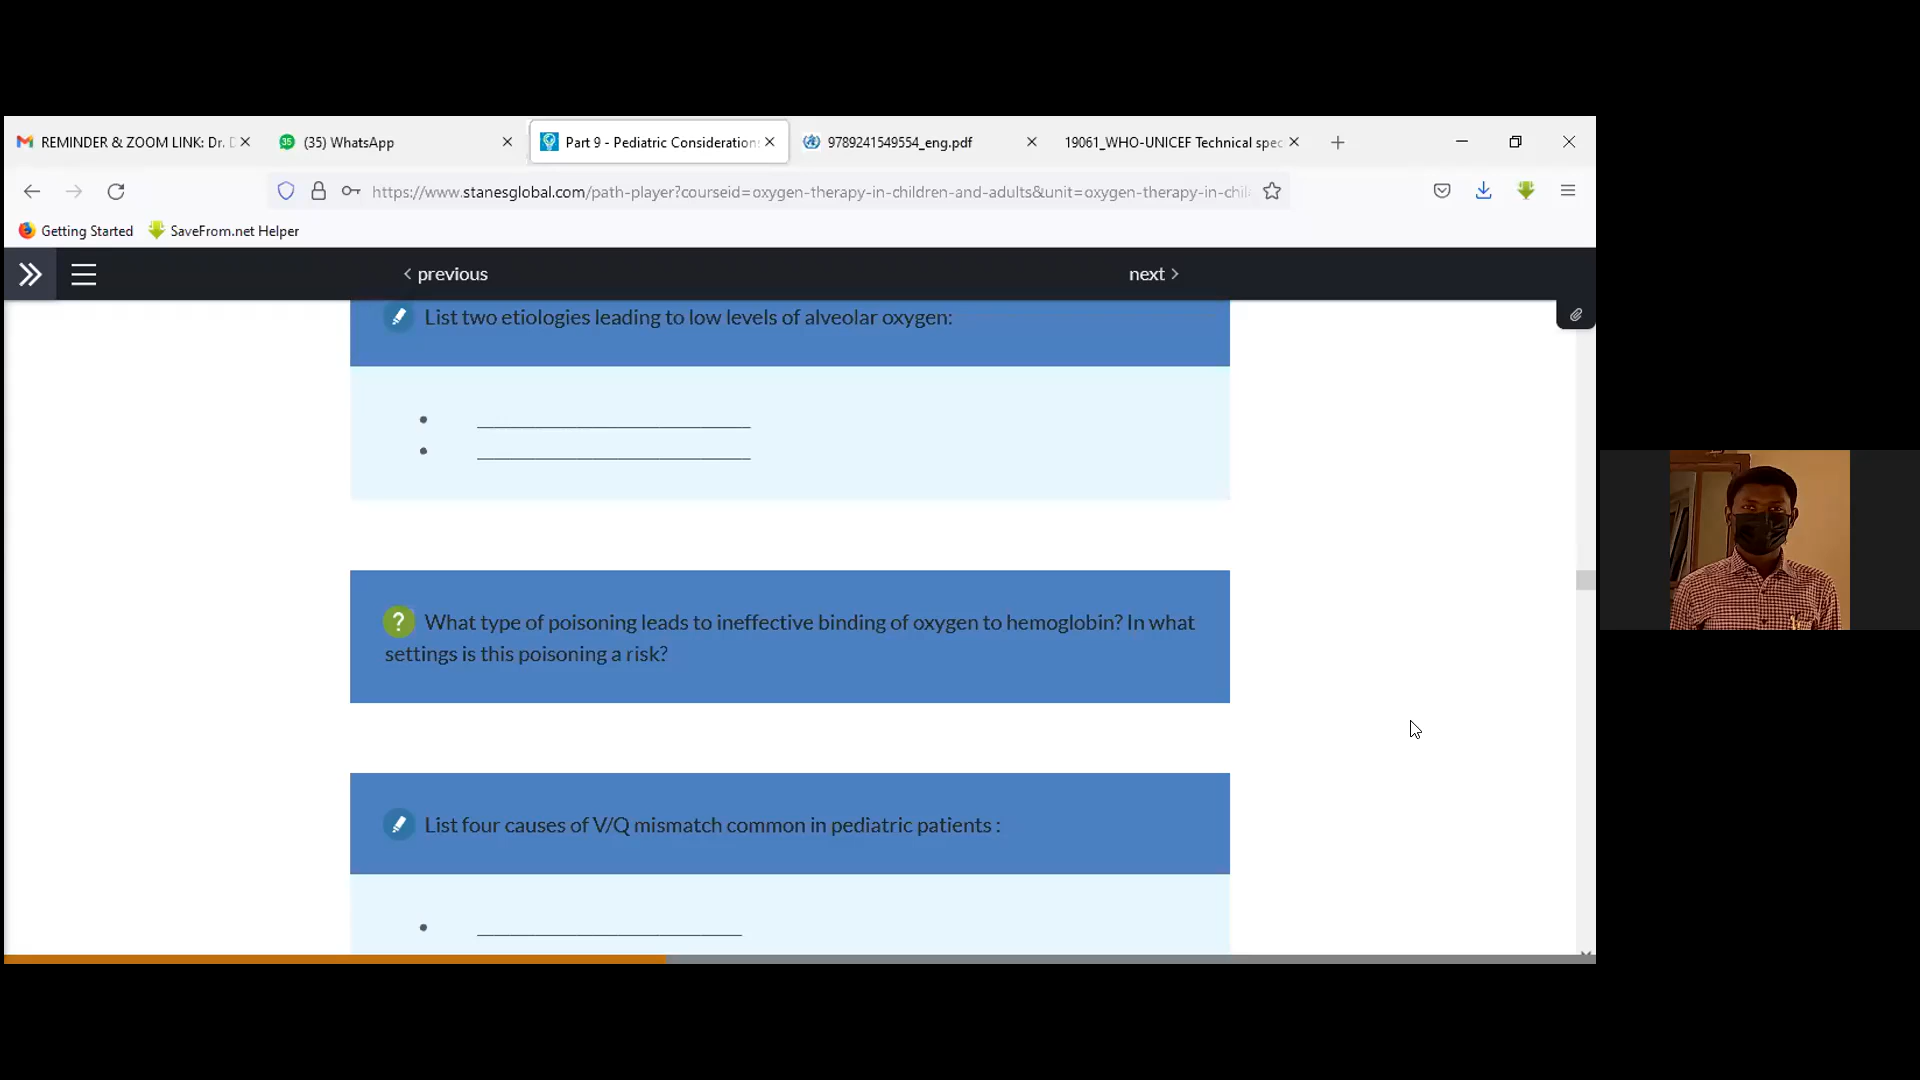 REMINDER & ZOOM LINK: Dr. D
(35) WhatsApp
Part 9 - Pediatric Consideration
9789241549554_eng.pdf
19061_WHO-UNICEF Technical spec
https://www.stanesglobal.com/path-player?courseid=oxygen-therapy-in-children-and-adults&unit=oxygen-therapy-in-chil
Getting Started
SaveFrom.net Helper
previous
next
List two etiologies leading to low levels of alveolar oxygen:
What type of poisoning leads to ineffective binding of oxygen to hemoglobin? In what
settings is this poisoning a risk?
List four causes of V/Q mismatch common in pediatric patients :